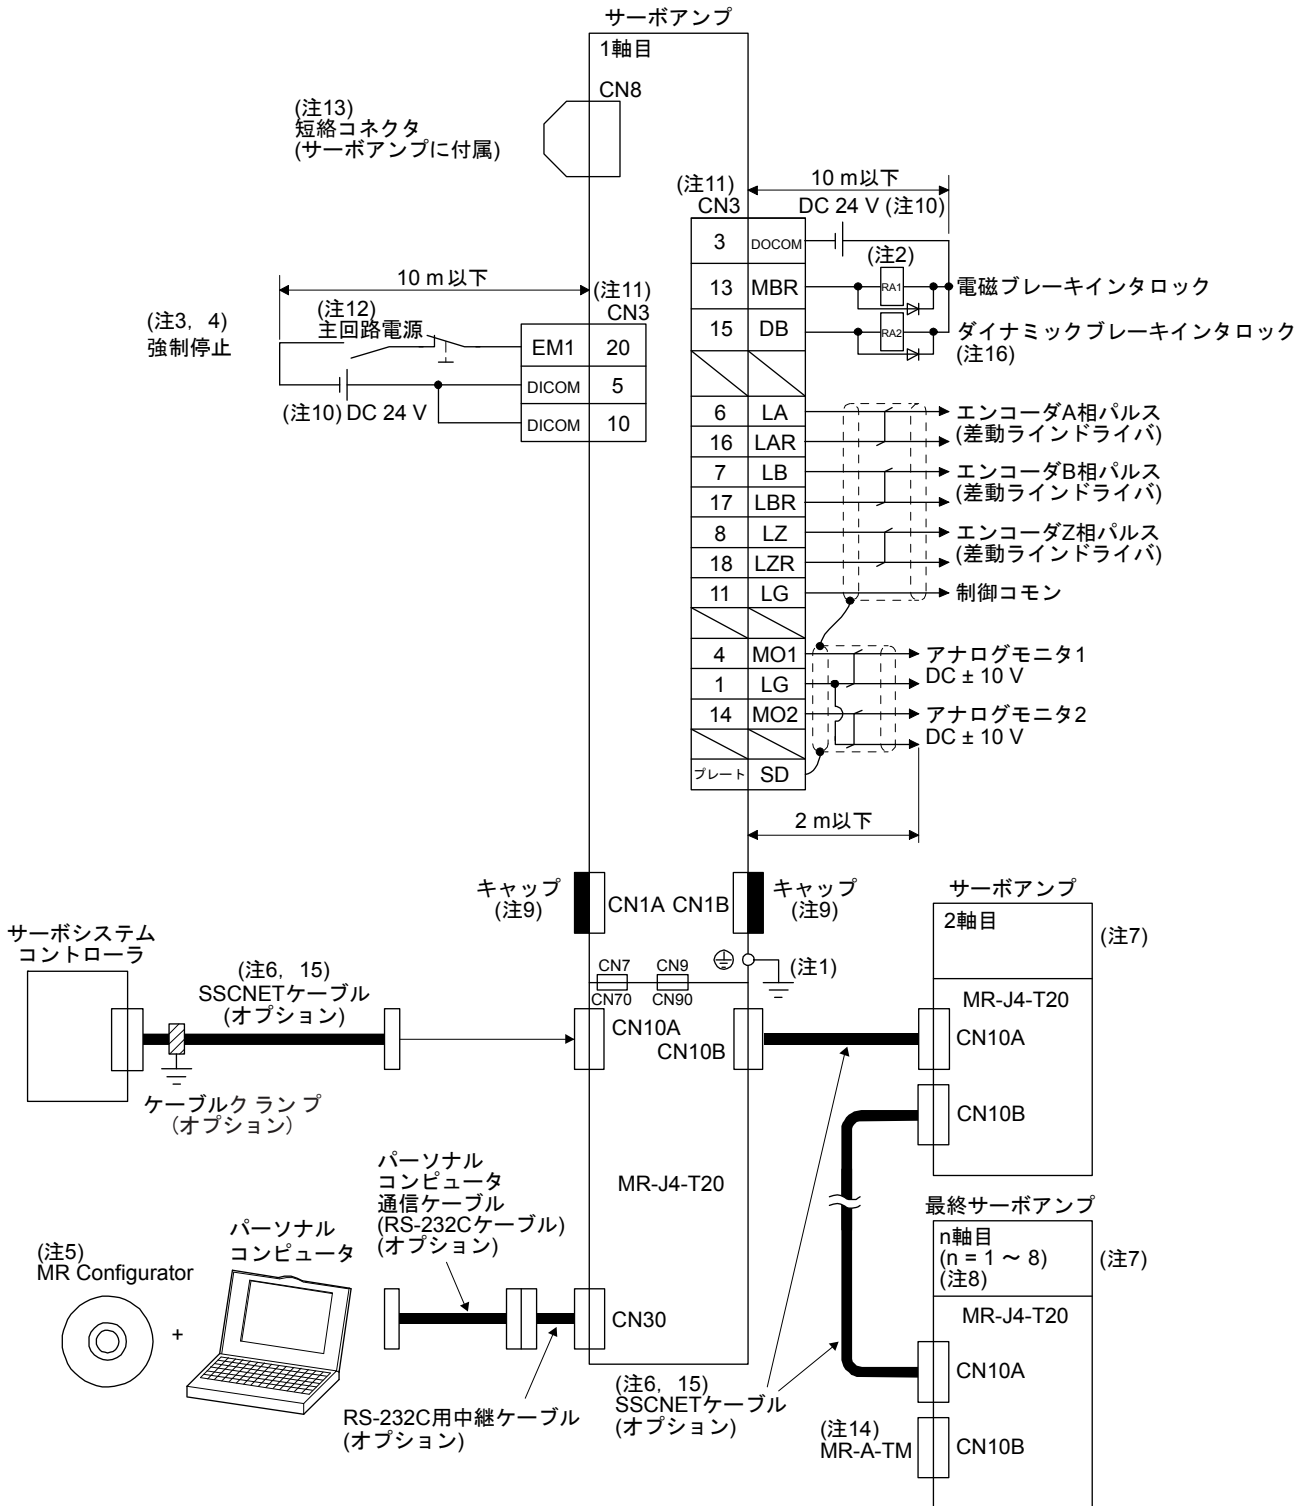 サーボアンプ
1軸目
CN8
(注13)
短絡コネクタ
(サーボアンプに付属)
10 m以下
(注11)
CN3
DC 24 V (注10)
3 DOCOM
(注2)
13 MBR
RA1
電磁ブレーキインタロック
15 DB
RA2
ダイナミックブレーキインタロック
(注16)
10 m以下
(注12)
主回路電源
(注11)
CN3
(注3，4)
強制停止
EM1 20
DICOM 5
DICOM 10
(注10) DC 24 V
6 LA
エンコーダA相パルス
16 LAR
(差動ラインドライバ)
7 LB
エンコーダB相パルス
17 LBR
(差動ラインドライバ)
8 LZ
エンコーダZ相パルス
18 LZR
(差動ラインドライバ)
11 LG
制御コモン
4 MO1
アナログモニタ1
1 LG
DC ± 10 V
14 MO2
アナログモニタ2
DC ± 10 V
プレート SD
2 m以下
キャップ
(注9)
CN1A CN1B
キャップ
(注9)
サーボアンプ
2軸目
(注7)
サーボシステム
コントローラ
(注6，15)
SSCNETケーブル
(オプション)
CN7
CN70
CN9
CN90
(注1)
MR-J4-T20
CN10A
CN10B
CN10A
CN10B
ケーブルクランプ
(オプション)
パーソナル
コンピュータ
通信ケーブル
(RS-232Cケーブル)
(オプション)
MR-J4-T20
最終サーボアンプ
n軸目
(n = 1 ～ 8)
(注8)
(注7)
MR-J4-T20
(注5)
MR Configurator
+
パーソナル
コンピュータ
CN30
CN10A
(注6，15)
SSCNETケーブル
(オプション)
RS-232C用中継ケーブル
(オプション)
(注14)
MR-A-TM
CN10B